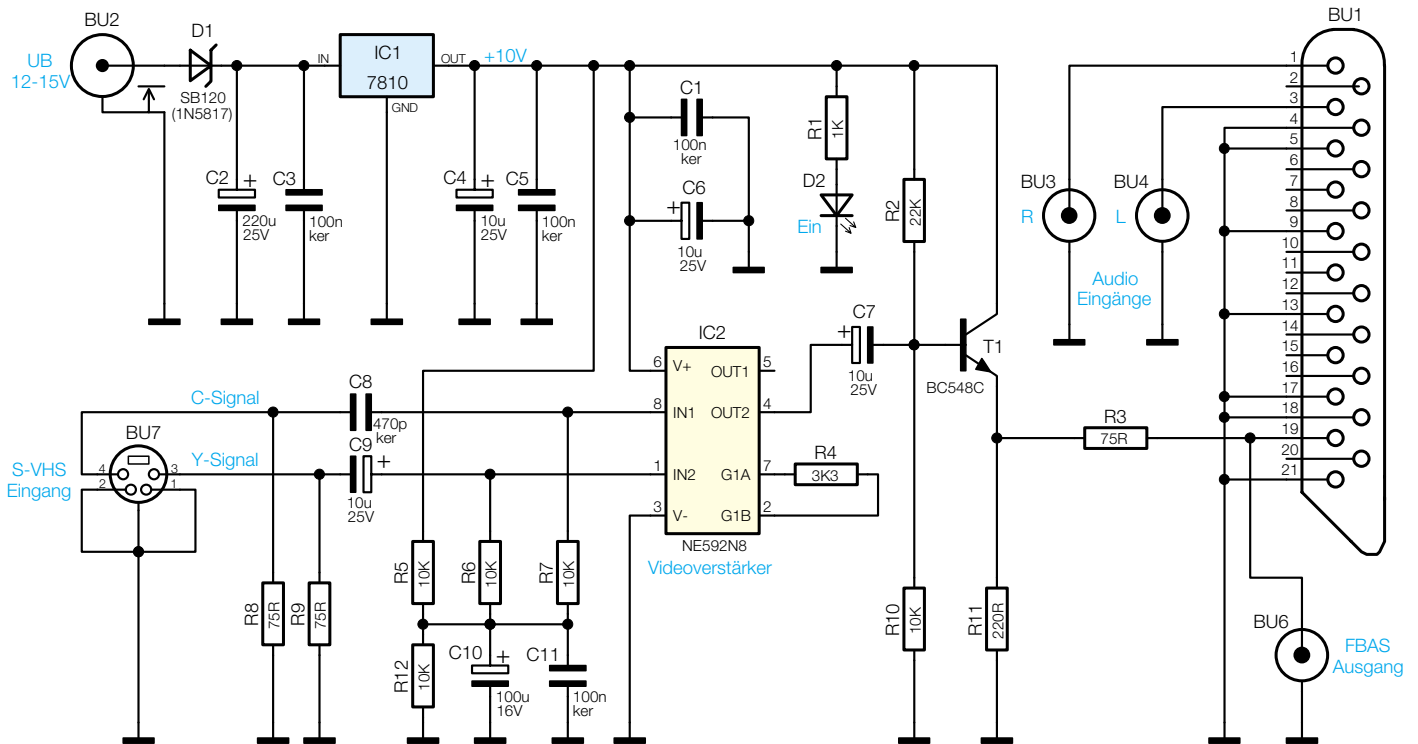 BU2
UB
12-15V
D1
SB120
(1N5817)
IN
IC1
7810
OUT
GND
+10V
C2
+
220u
25V
C3
100n
ker
C4
+
10u
25V
C5
100n
ker
C1
100n
ker
C6
+
10u
25V
R1
1K
D2
Ein
R2
22K
BU3
R
BU4
L
Audio
Eingänge
BU1
1
2
3
4
5
6
7
8
9
10
11
12
13
14
15
16
17
18
19
20
21
IC2
6
V+
OUT1
5
8
IN1
OUT2
4
1
IN2
G1A
7
3
V-
G1B
2
NE592N8
Videoverstärker
C7
+
10u
25V
T1
BC548C
R3
75R
R4
3K3
C-Signal
C8
470p
ker
BU7
Y-Signal
C9
+
10u
25V
S-VHS
Eingang
4
3
2
1
R8
75R
R9
75R
R5
10K
R6
10K
R7
10K
R12
10K
C10
+
100u
16V
C11
100n
ker
R10
10K
R11
220R
BU6
FBAS
Ausgang